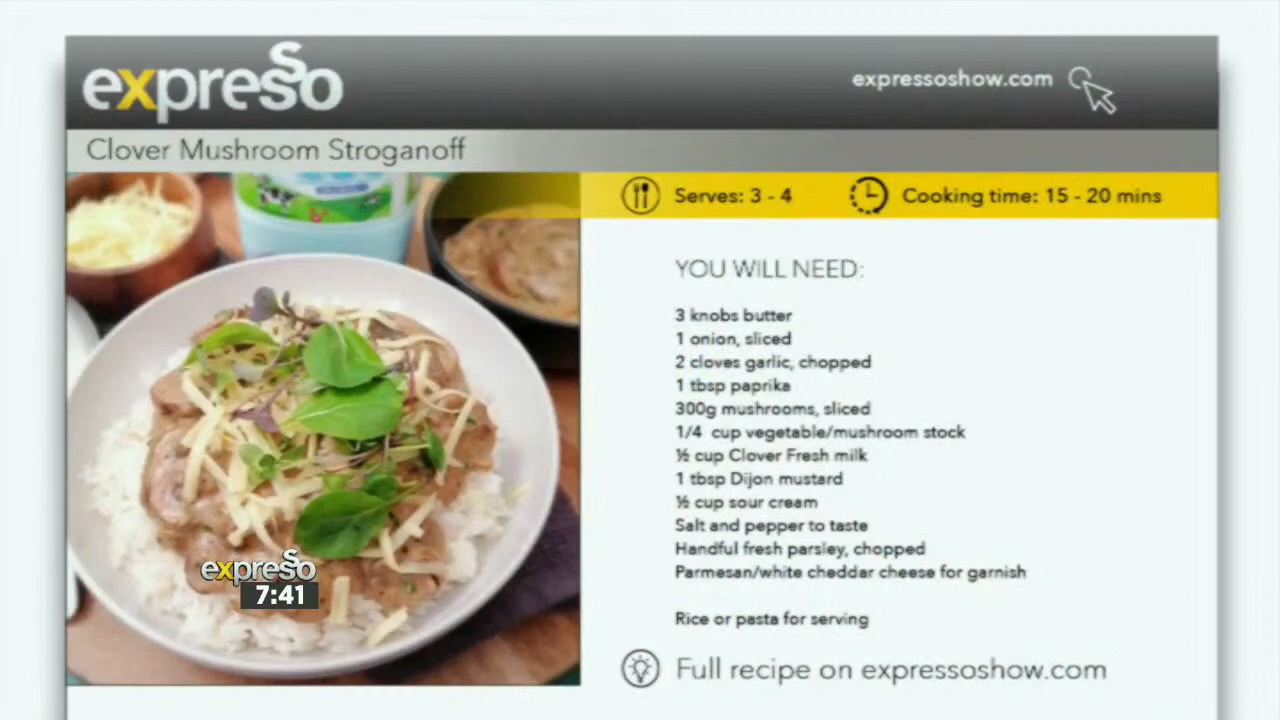 expresso
expressoshow.com
Clover Mushroom Stroganoff
Serves: 3 - 4
Cooking time: 15 - 20 mins
YOU WILL NEED:
3 knobs butter
1 onion, sliced
2 cloves garlic, chopped
1 tbsp paprika
300g mushrooms, sliced
1/4 cup vegetable/mushroom stock
½ cup Clover Fresh milk
1 tbsp Dijon mustard
½ cup sour cream
Salt and pepper to taste
Handful fresh parsley, chopped
Parmesan/white cheddar cheese for garnish
Rice or pasta for serving
Full recipe on expressoshow.com
expresso
7:41